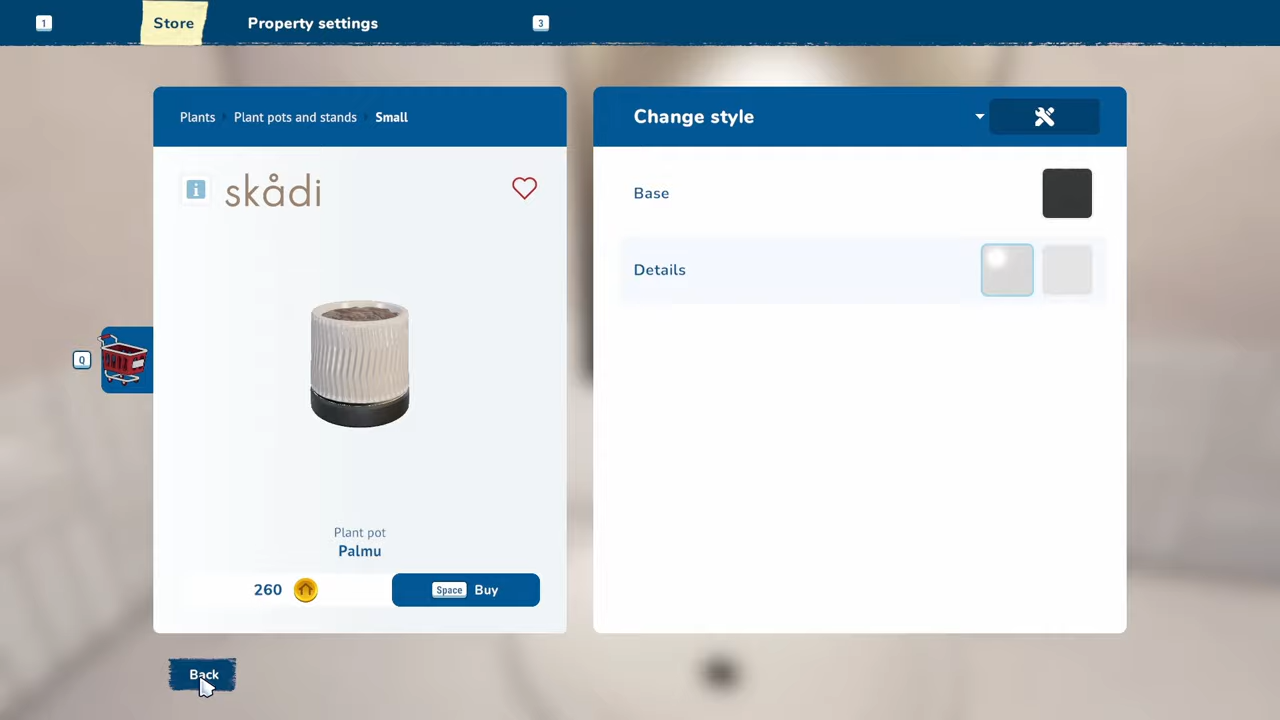 1
Store
Property settings
3
Plants
Plant pots and stands
Small
Change style
i
skådi
Base
Details
Q
Plant pot
Palmu
260
Space
Buy
Back